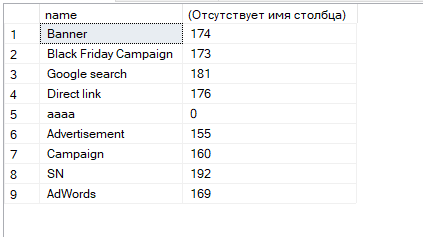 name (Отсутствует имя столбца)
1 Banner 174
2 Black Friday Campaign 173
3 Google search 181
4 Direct link 176
5 aaaa 0
6 Advertisement 155
7 Campaign 160
8 SN 192
9 AdWords 169